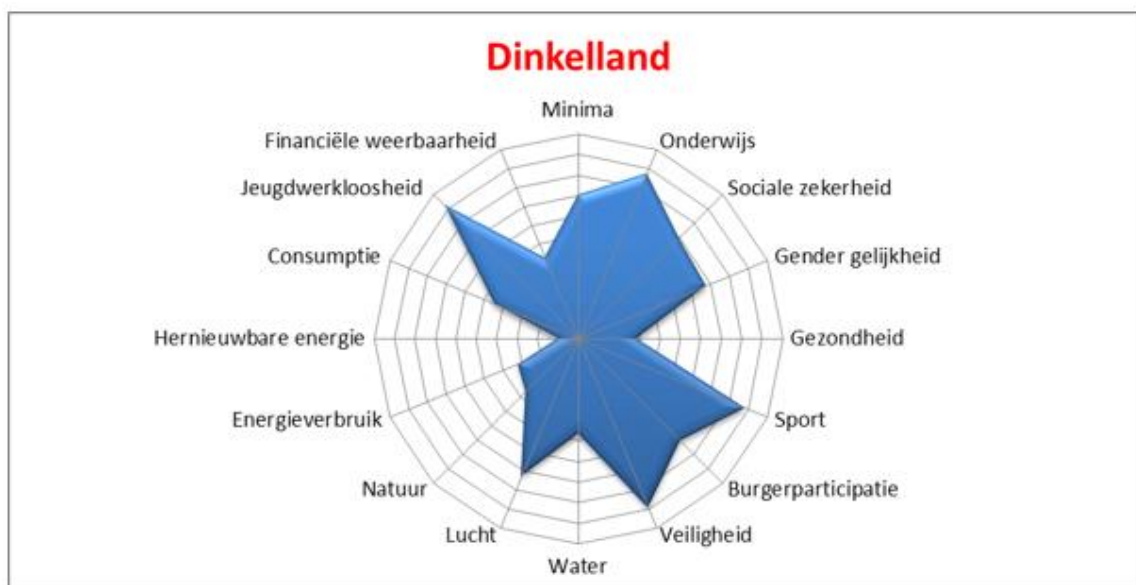 Dinkelland
Minima
Onderwijs
Sociale zekerheid
Gender gelijkheid
Gezondheid
Sport
Burgerparticipatie
Veiligheid
Water
Lucht
Natuur
Energieverbruik
Hernieuwbare energie
Consumptie
Jeugdwerkloosheid
Financiële weerbaarheid